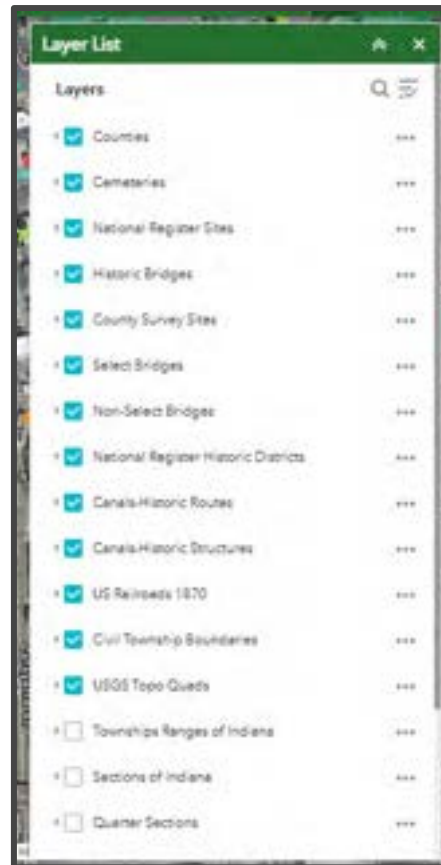 Layer List
Layers
Counties
Cemeteries
National Register Sites
Historic Bridges
County Survey Sites
Select Bridges
Non-Select Bridges
National Register Historic Districts
Canals-Historic Routes
Canals-Historic Structures
US Railroads 1870
Civil Township Boundaries
USGS Topo Quads
Townships Ranges of Indiana
Sections of Indiana
Quarter Sections